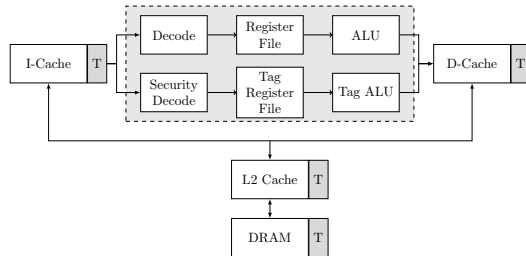 Decode
Register
File
ALU
I-Cache
T
D-Cache
T
Security
Decode
Tag
Register
File
Tag ALU
L2 Cache
T
DRAM
T